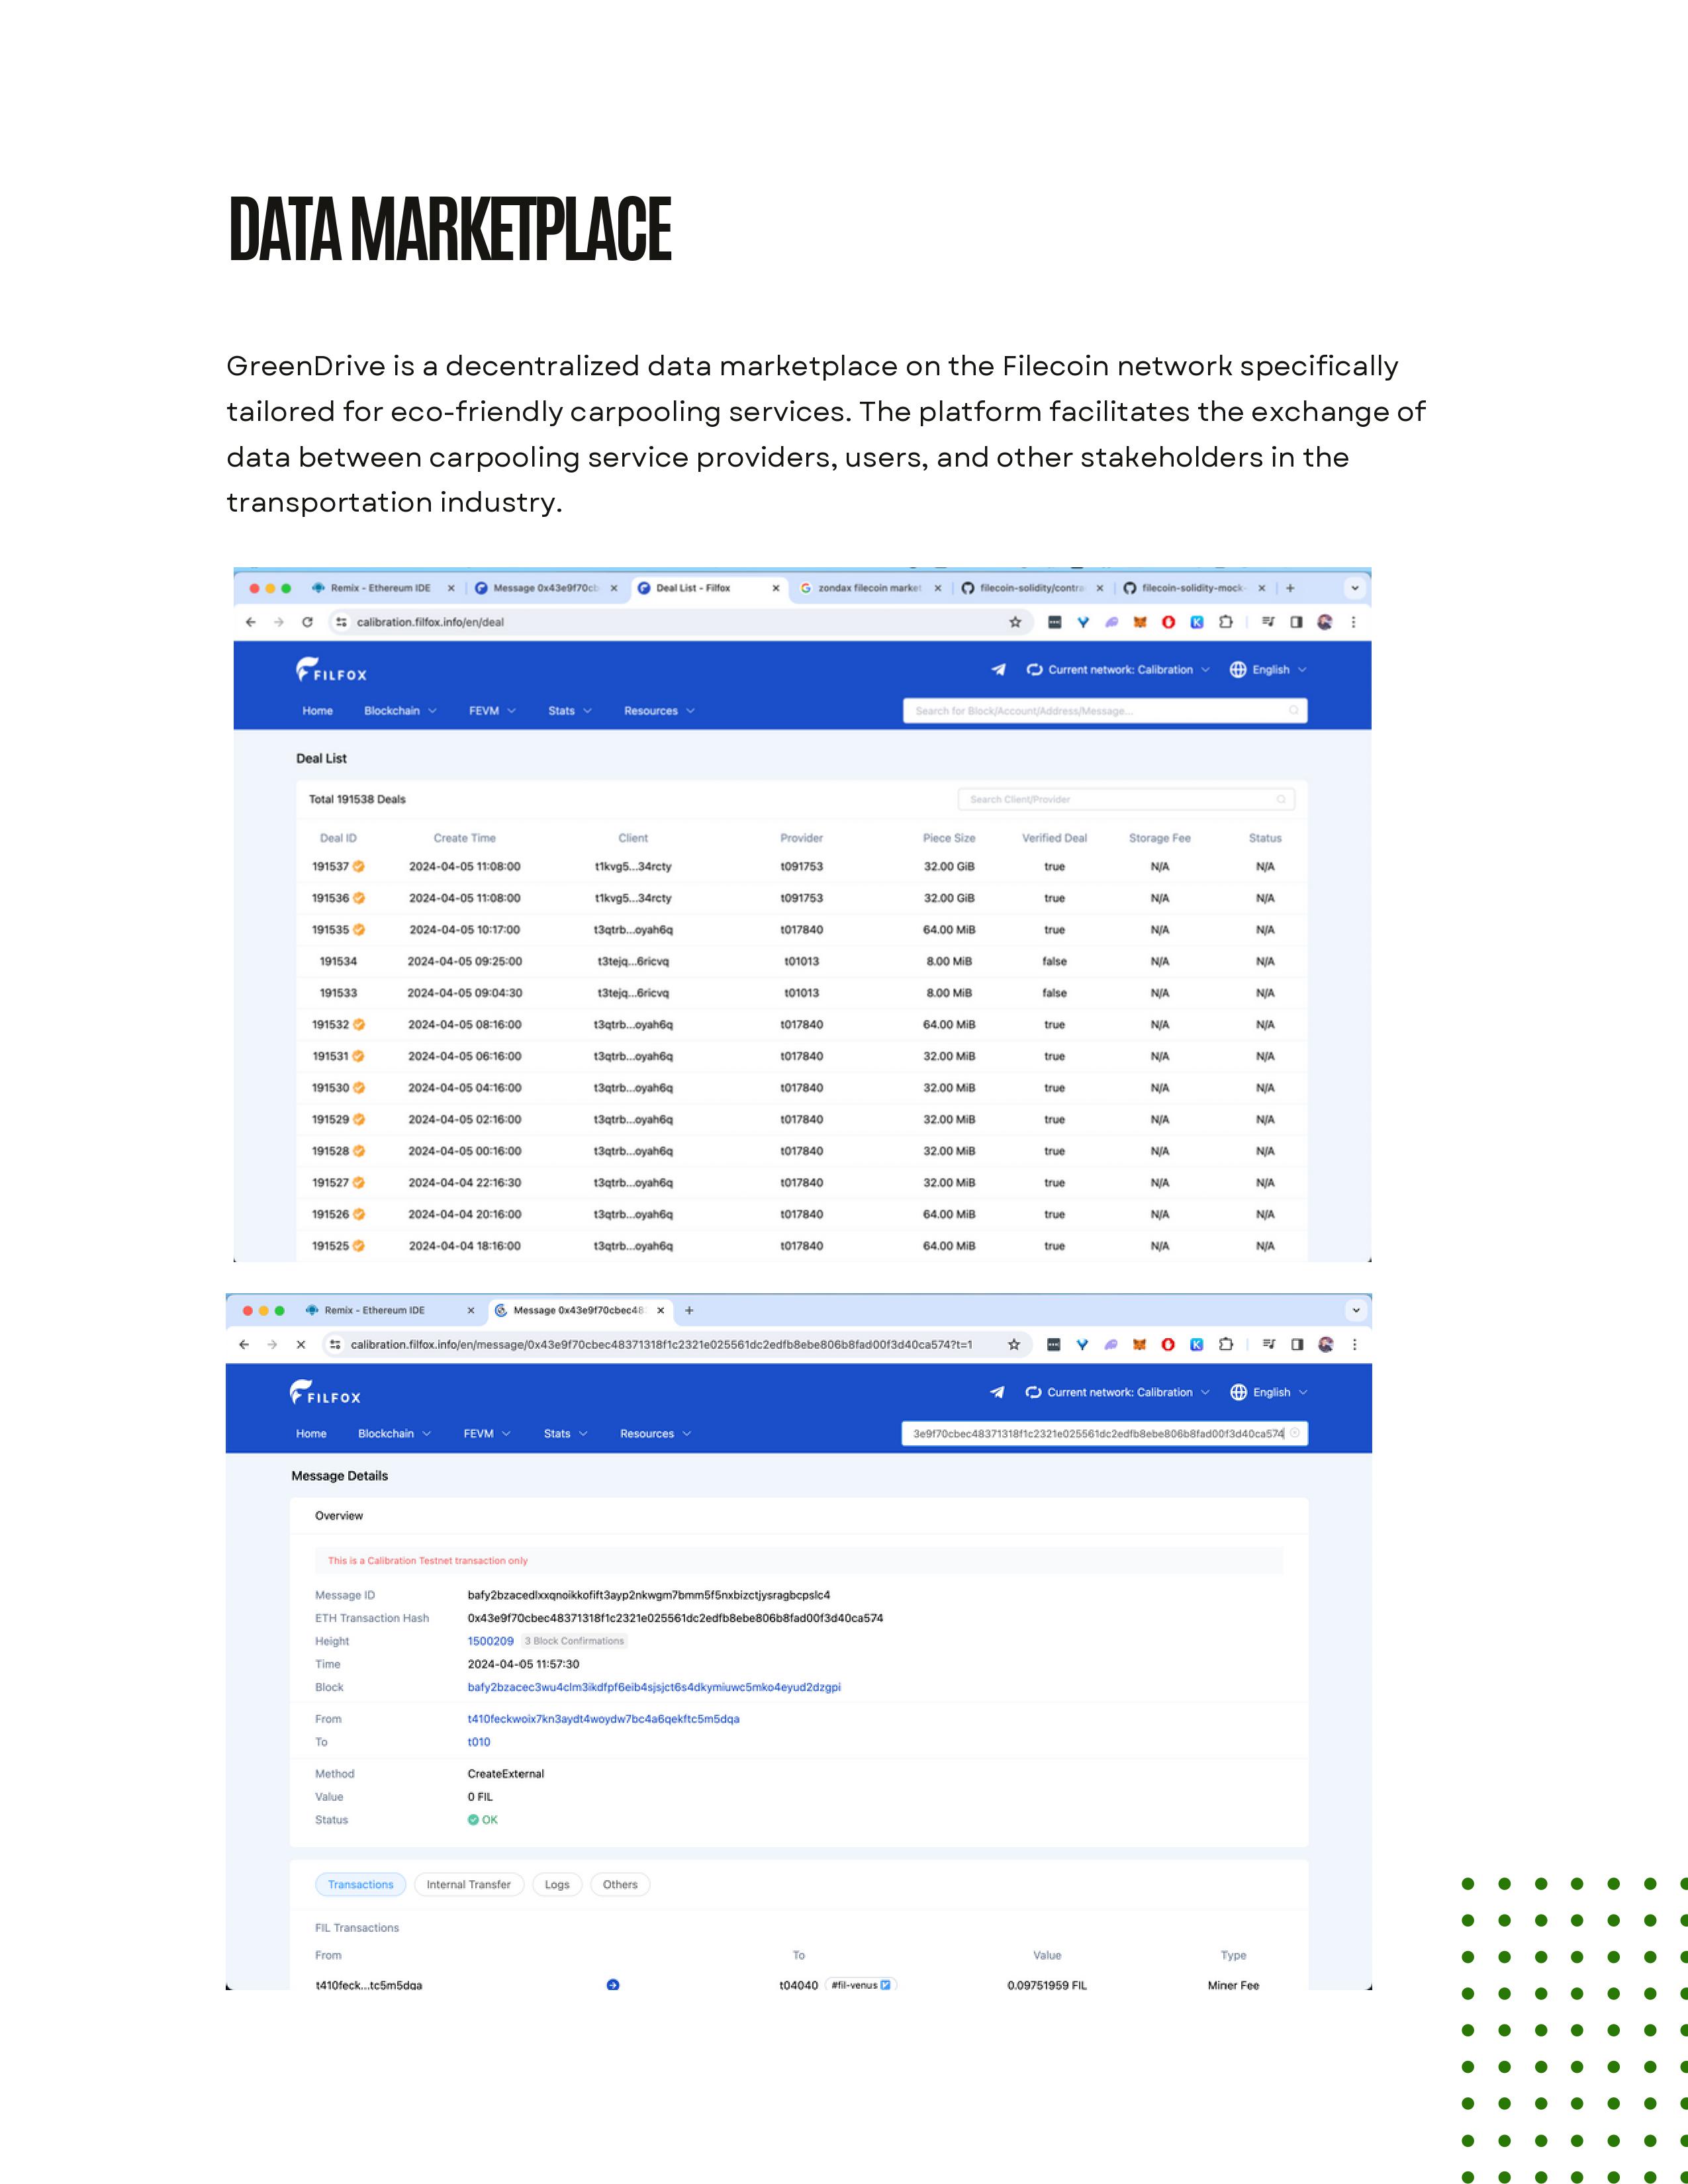 DATA MARKETPLACE
GreenDrive is a decentralized data marketplace on the Filecoin network specifically
tailored for eco-friendly carpooling services. The platform facilitates the exchange of
data between carpooling service providers, users, and other stakeholders in the
transportation industry.
Remix - Ethereum IDE Message 0x43e9f70cb Deal List - Filfox zondax filecoin market filecoin-solidity/contra filecoin-solidity-mock-
calibration.filfox.info/en/deal
FILFOX Current network: Calibration English
Home Blockchain FEVM Stats Resources Search for Block/Account/Address/Message...
Deal List
Total 191538 Deals Search Client/Provider
Deal ID Create Time Client Provider Piece Size Verified Deal Storage Fee Status
191537 2024-04-05 11:08:00 t1kvg5...34rcty t091753 32.00 GiB true N/A N/A
191536 2024-04-05 11:08:00 t1kvg5...34rcty t091753 32.00 GiB true N/A N/A
191535 2024-04-05 10:17:00 t3qtrb...oyah6q t017840 64.00 MiB true N/A N/A
191534 2024-04-05 09:25:00 t3tejq...6ricvq t01013 8.00 MiB false N/A N/A
191533 2024-04-05 09:04:30 t3tejq...6ricvq t01013 8.00 MiB false N/A N/A
191532 2024-04-05 08:16:00 t3qtrb...oyah6q t017840 64.00 MiB true N/A N/A
191531 2024-04-05 06:16:00 t3qtrb...oyah6q t017840 32.00 MiB true N/A N/A
191530 2024-04-05 04:16:00 t3qtrb...oyah6q t017840 32.00 MiB true N/A N/A
191529 2024-04-05 02:16:00 t3qtrb...oyah6q t017840 32.00 MiB true N/A N/A
191528 2024-04-05 00:16:00 t3qtrb...oyah6q t017840 32.00 MiB true N/A N/A
191527 2024-04-04 22:16:30 t3qtrb...oyah6q t017840 32.00 MiB true N/A N/A
191526 2024-04-04 20:16:00 t3qtrb...oyah6q t017840 64.00 MiB true N/A N/A
191525 2024-04-04 18:16:00 t3qtrb...oyah6q t017840 64.00 MiB true N/A N/A
Remix - Ethereum IDE Message 0x43e9f70cbec48
calibration.filfox.info/en/message/0x43e9f70cbec48371318f1c2321e025561dc2edfb8ebe806b8fad00f3d40ca574?t=1
FILFOX Current network: Calibration English
Home Blockchain FEVM Stats Resources 3e9f70cbec48371318f1c2321e025561dc2edfb8ebe806b8fad00f3d40ca574
Message Details
Overview
This is a Calibration Testnet transaction only
Message ID bafy2bzacedlxxqnoikkofift3ayp2nkwgm7bmm5f5nxbizctjysragbcpslc4
ETH Transaction Hash 0x43e9f70cbec48371318f1c2321e025561dc2edfb8ebe806b8fad00f3d40ca574
Height 1500209 3 Block Confirmations
Time 2024-04-05 11:57:30
Block bafy2bzacec3wu4clm3ikdfpf6eib4sjsjct6s4dkymiuwc5mko4eyud2dzgpi
From t410feckwoix7kn3aydt4woydw7bc4a6qekftc5m5dqa
To t010
Method CreateExternal
Value 0 FIL
Status OK
Transactions Internal Transfer Logs Others
FIL Transactions
From To Value Type
t410feck...tc5m5dqa t04040 #fil-venus 0.09751959 FIL Miner Fee